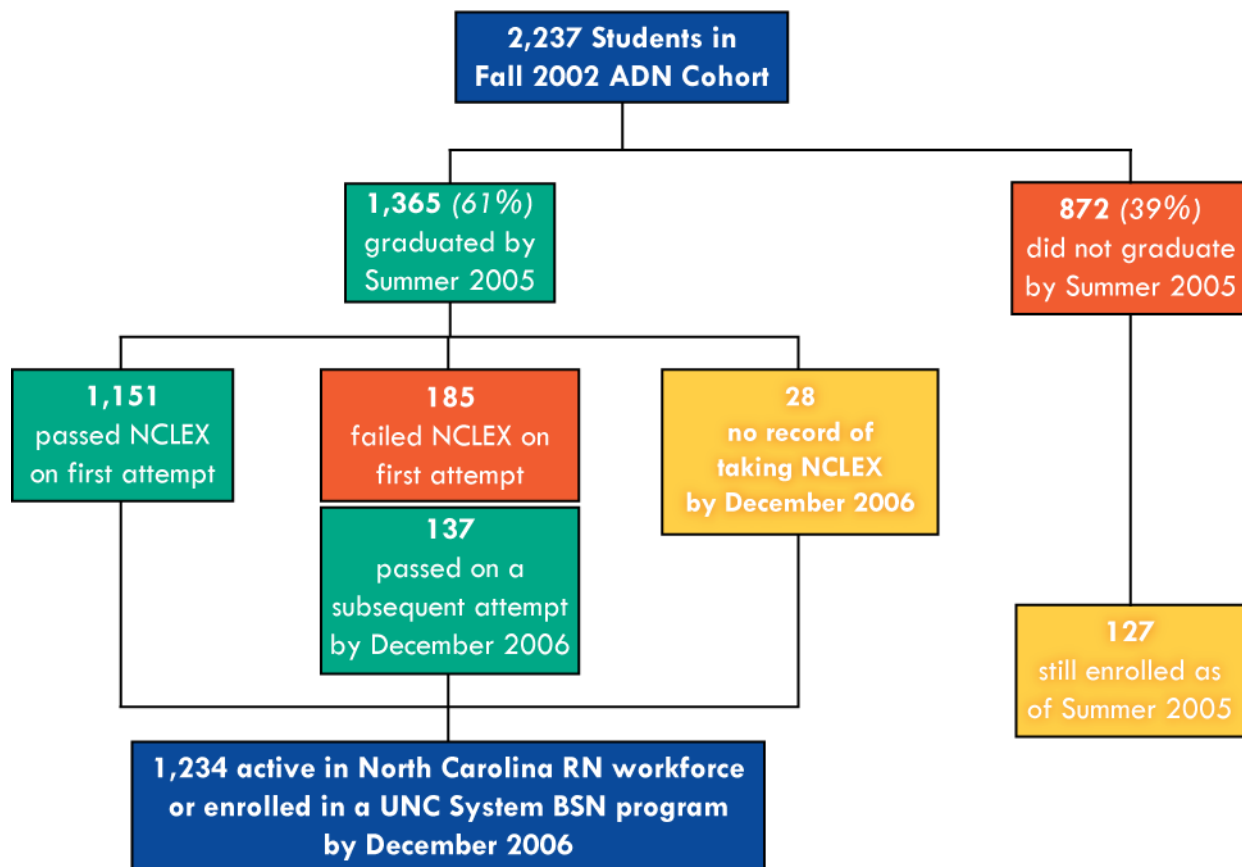 2,237 Students in
Fall 2002 ADN Cohort
1,365 (61%)
graduated by
Summer 2005
872 (39%)
did not graduate
by Summer 2005
1,151
passed NCLEX
on first attempt
185
failed NCLEX on
first attempt
28
no record of
taking NCLEX
by December 2006
137
passed on a
subsequent attempt
by December 2006
127
still enrolled as
of Summer 2005
1,234 active in North Carolina RN workforce
or enrolled in a UNC System BSN program
by December 2006